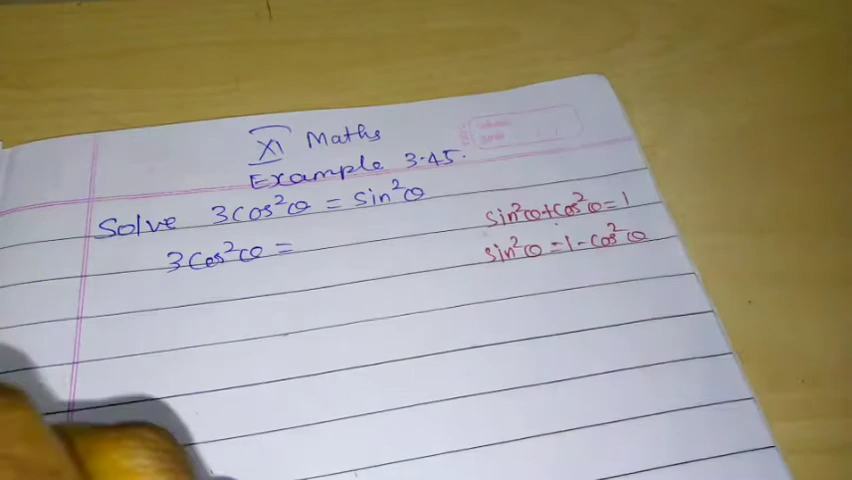 XI Maths
Example 3.45.
Solve 3cos²θ = sin²θ
sin²θ+cos²θ=1
3cos²θ =
sin²θ=1-cos²θ